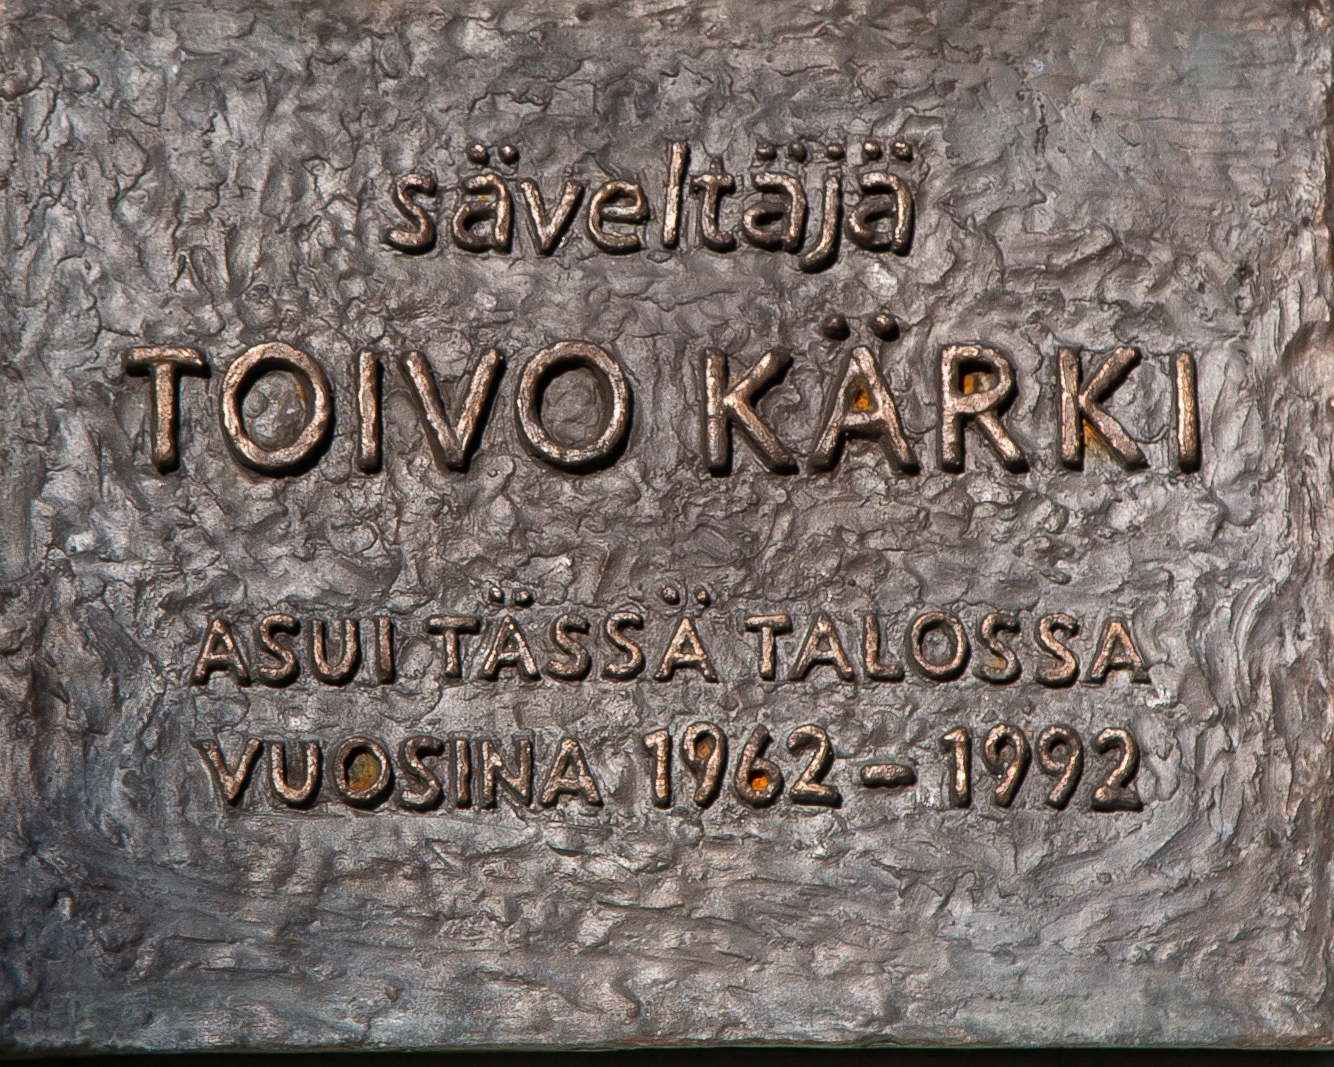 säveltäjä
TOIVO KÄRKI
ASUI TÄSSÄ TALOSSA
VUOSINA 1962 – 1992